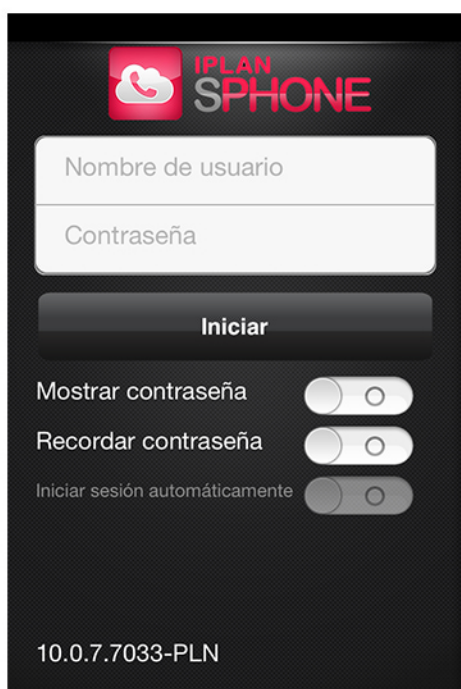 IPLAN
SPHONE
Nombre de usuario
Contraseña
Iniciar
Mostrar contraseña
Recordar contraseña
Iniciar sesión automáticamente
10.0.7.7033-PLN